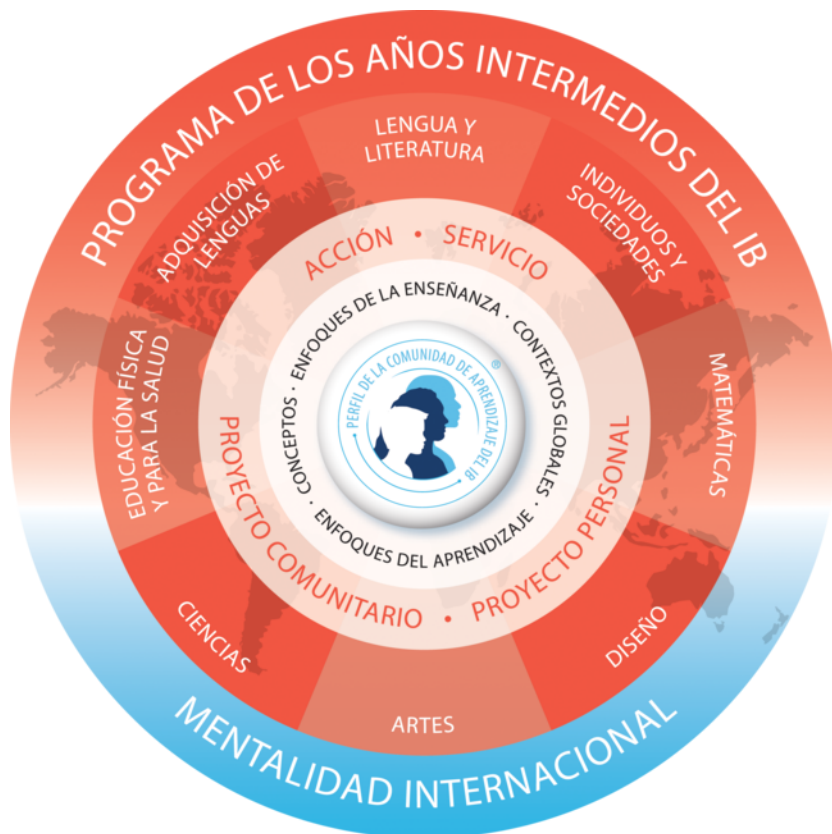 PROGRAMA DE LOS AÑOS INTERMEDIOS DEL IB
LENGUA Y
LITERATURA
INDIVIDUOS Y
SOCIEDADES
MATEMÁTICAS
DISEÑO
ARTES
CIENCIAS
EDUCACIÓN FÍSICA
Y PARA LA SALUD
ADQUISICIÓN DE
LENGUAS
ACCIÓN • SERVICIO
PROYECTO COMUNITARIO • PROYECTO PERSONAL
ENFOQUES DE LA ENSEÑANZA · CONTEXTOS GLOBALES ·
ENFOQUES DEL APRENDIZAJE · CONCEPTOS ·
PERFIL DE LA COMUNIDAD DE APRENDIZAJE DEL IB ®
MENTALIDAD INTERNACIONAL